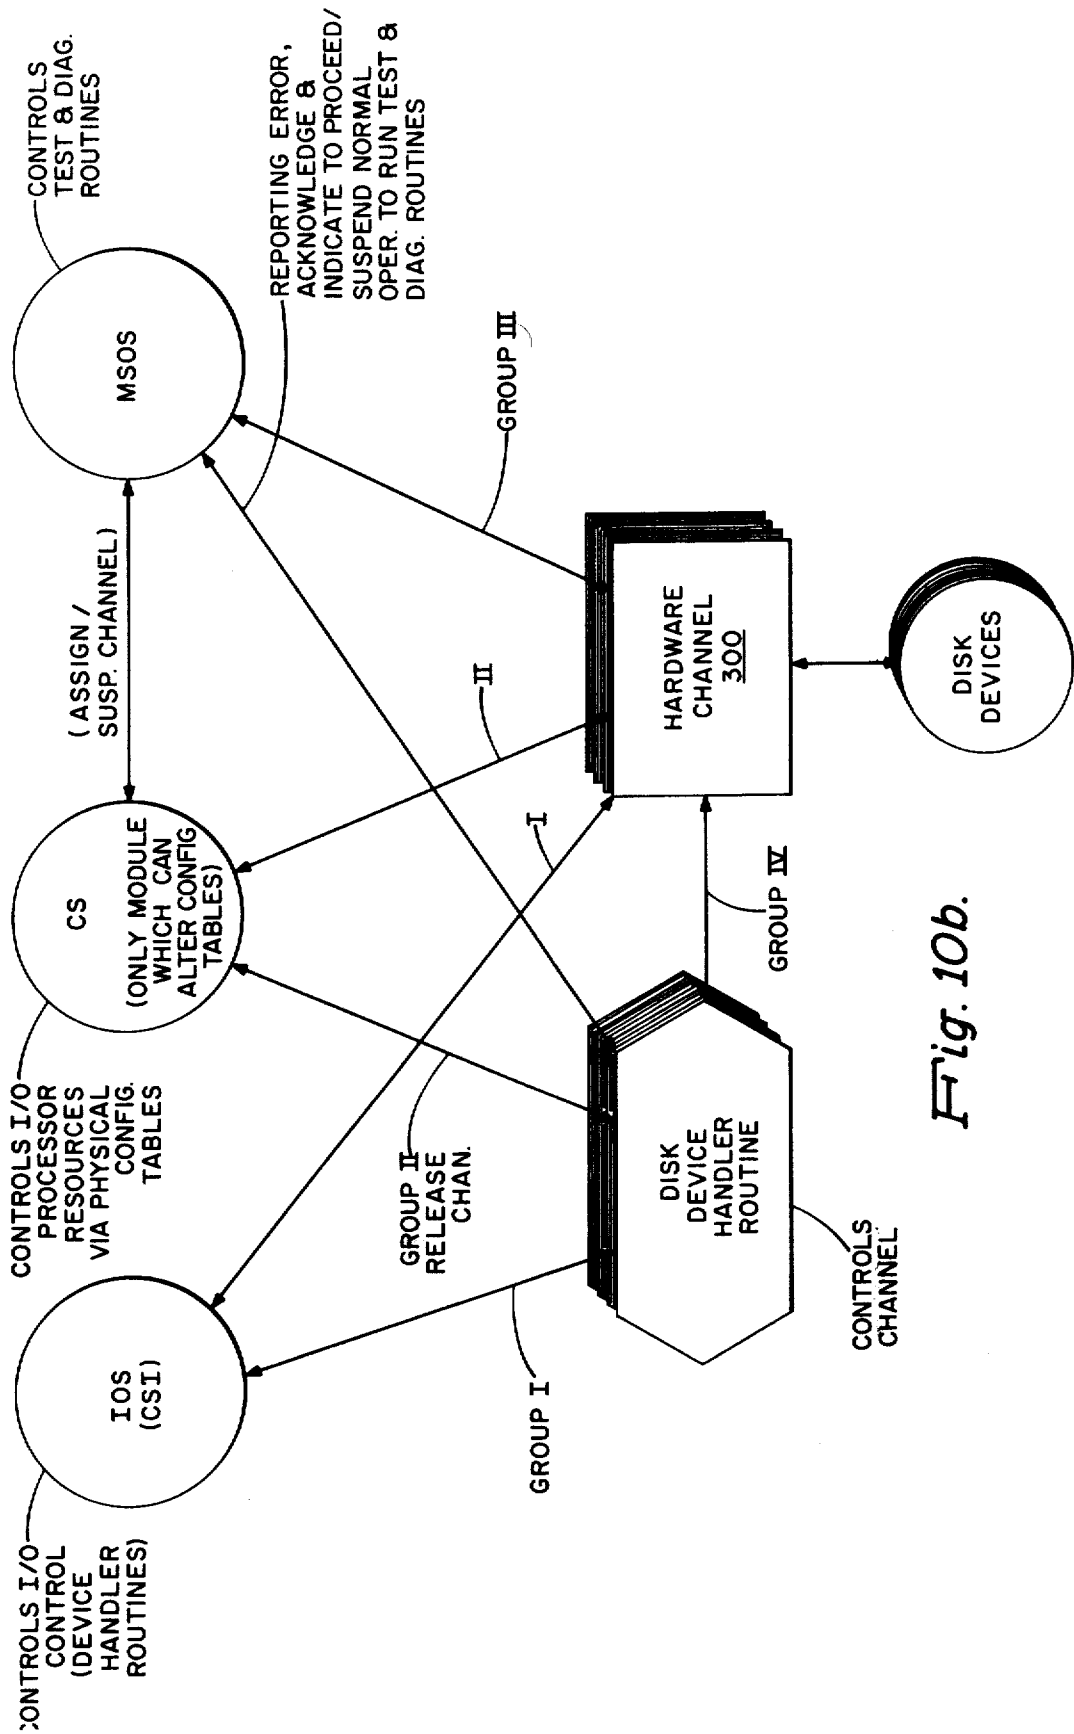 CONTROLS I/O
CONTROL
(DEVICE
HANDLER
ROUTINES)
IOS
(CSI)
CONTROLS I/O
PROCESSOR
RESOURCES
VIA PHYSICAL
CONFIG.
TABLES
CS
(ONLY MODULE
WHICH CAN
ALTER CONFIG
TABLES)
(ASSIGN /
SUSP. CHANNEL)
MSOS
CONTROLS
TEST & DIAG.
ROUTINES
REPORTING ERROR,
ACKNOWLEDGE &
INDICATE TO PROCEED/
SUSPEND NORMAL
OPER. TO RUN TEST &
DIAG. ROUTINES
GROUP I
GROUP II
RELEASE
CHAN.
I
II
GROUP III
DISK
DEVICE
HANDLER
ROUTINE
CONTROLS
CHANNEL
GROUP IV
HARDWARE
CHANNEL
300
DISK
DEVICES
Fig. 10b.